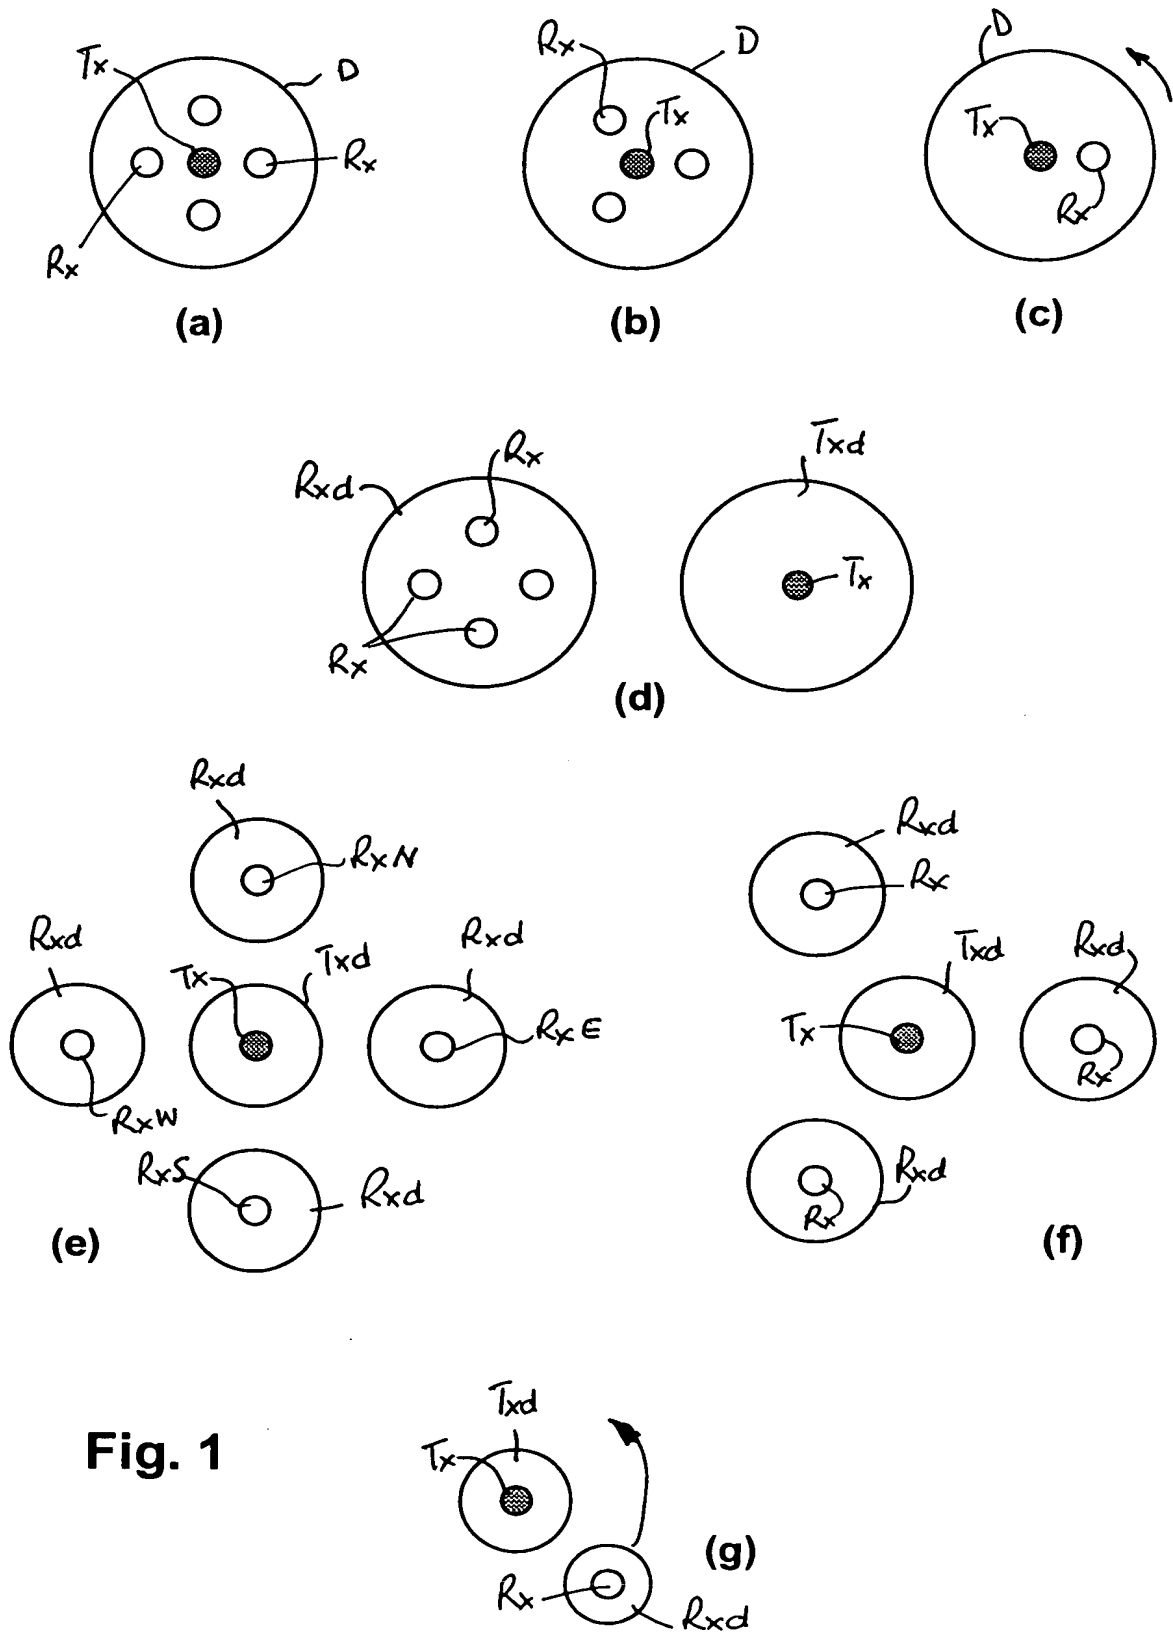 Tx
D
Rx
Rx
(a)
Rx
D
Tx
(b)
D
Tx
Rx
(c)
Rxd
Rx
Rx
Txd
Tx
(d)
Rxd
RxN
Rxd
Tx
Txd
Rxd
RxE
RxW
RxS
Rxd
(e)
Rxd
Rx
Txd
Rxd
Tx
Rx
Rxd
Rx
(f)
Txd
Tx
Fig. 1
(g)
Rx
Rxd